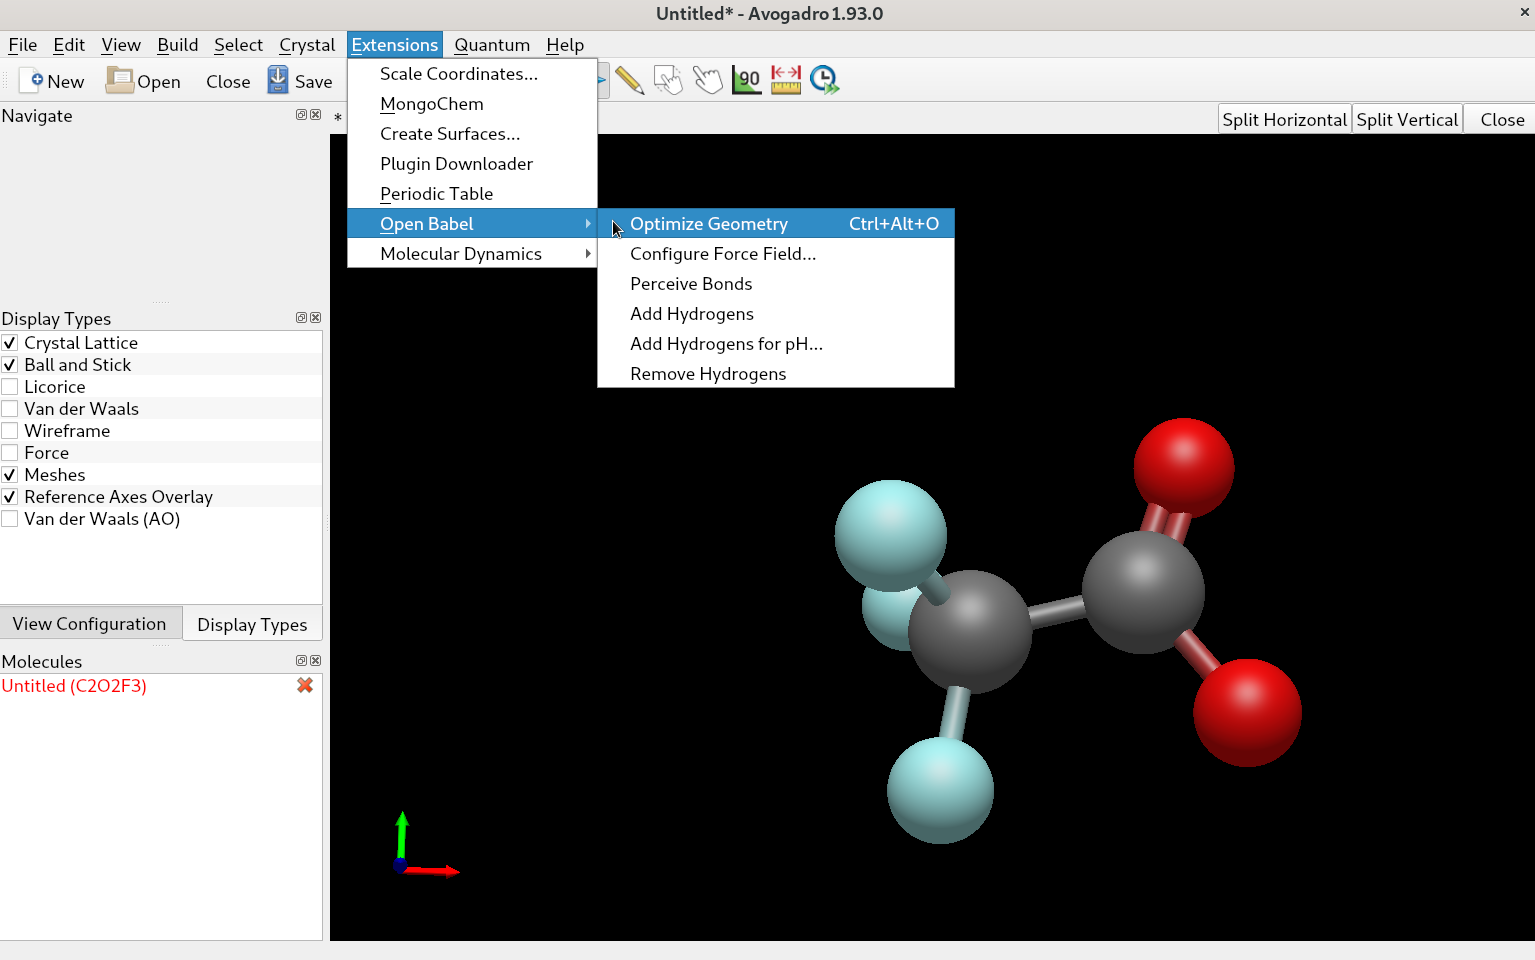 Untitled* - Avogadro 1.93.0
File Edit View Build Select Crystal Extensions Quantum Help
New Open Close Save 90
Navigate
Scale Coordinates...
MongoChem
Create Surfaces...
Plugin Downloader
Periodic Table
Open Babel
Molecular Dynamics
Optimize Geometry Ctrl+Alt+O
Configure Force Field...
Perceive Bonds
Add Hydrogens
Add Hydrogens for pH...
Remove Hydrogens
*
Split Horizontal Split Vertical Close
Display Types
Crystal Lattice
Ball and Stick
Licorice
Van der Waals
Wireframe
Force
Meshes
Reference Axes Overlay
Van der Waals (AO)
View Configuration Display Types
Molecules
Untitled (C2O2F3)